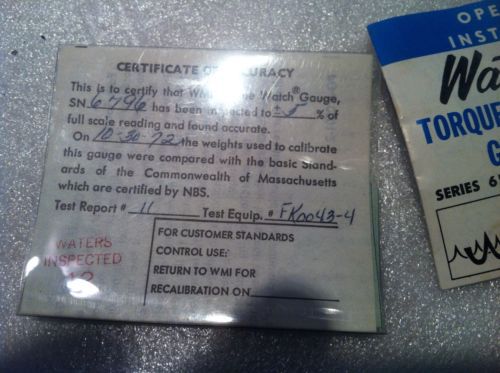 CERTIFICATE OF ACCURACY
This is to certify that WMI Watch® Gauge,
SN 6796 has been inspected to ±5 % of
full scale reading and found accurate.
On 10-30-72 the weights used to calibrate
this gauge were compared with the basic Stand-
ards of the Commonwealth of Massachusetts
which are certified by NBS.
Test Report # 11 Test Equip. # FK0043-4
WATERS
INSPECTED
FOR CUSTOMER STANDARDS
CONTROL USE:
RETURN TO WMI FOR
RECALIBRATION ON
OPE
INST
Wa
TORQUE
G
SERIES 6